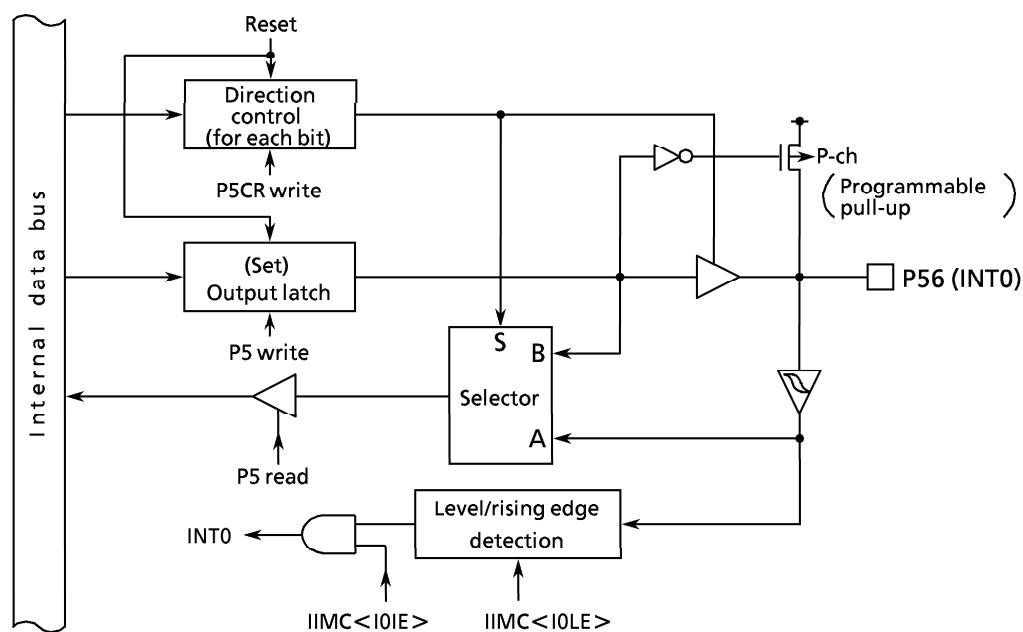 Reset
Direction
control
(for each bit)
P5CR write
P-ch
(Programmable
pull-up)
Internal data bus
(Set)
Output latch
P56 (INT0)
P5 write
S
B
Selector
A
P5 read
Level/rising edge
detection
INT0
IIMC<I0IE>
IIMC<I0LE>